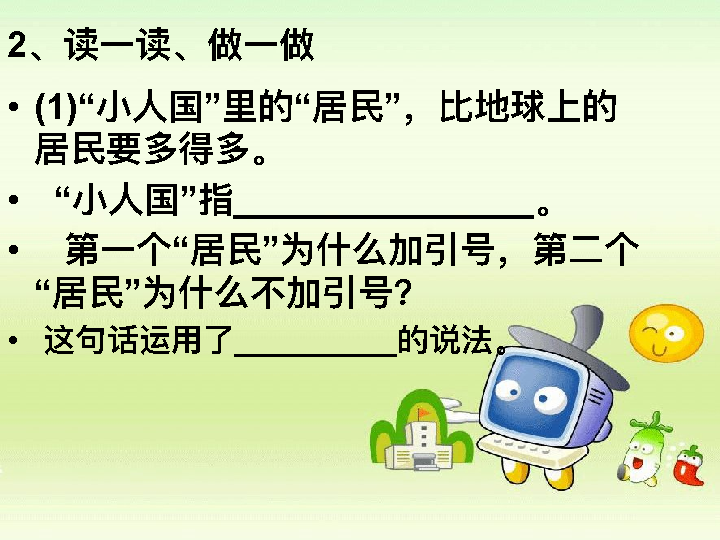 2、读一读、做一做
• (1)“小人国”里的“居民”，比地球上的
居民要多得多。
• “小人国”指________________。
• 第一个“居民”为什么加引号，第二个
“居民”为什么不加引号?
• 这句话运用了__________的说法。